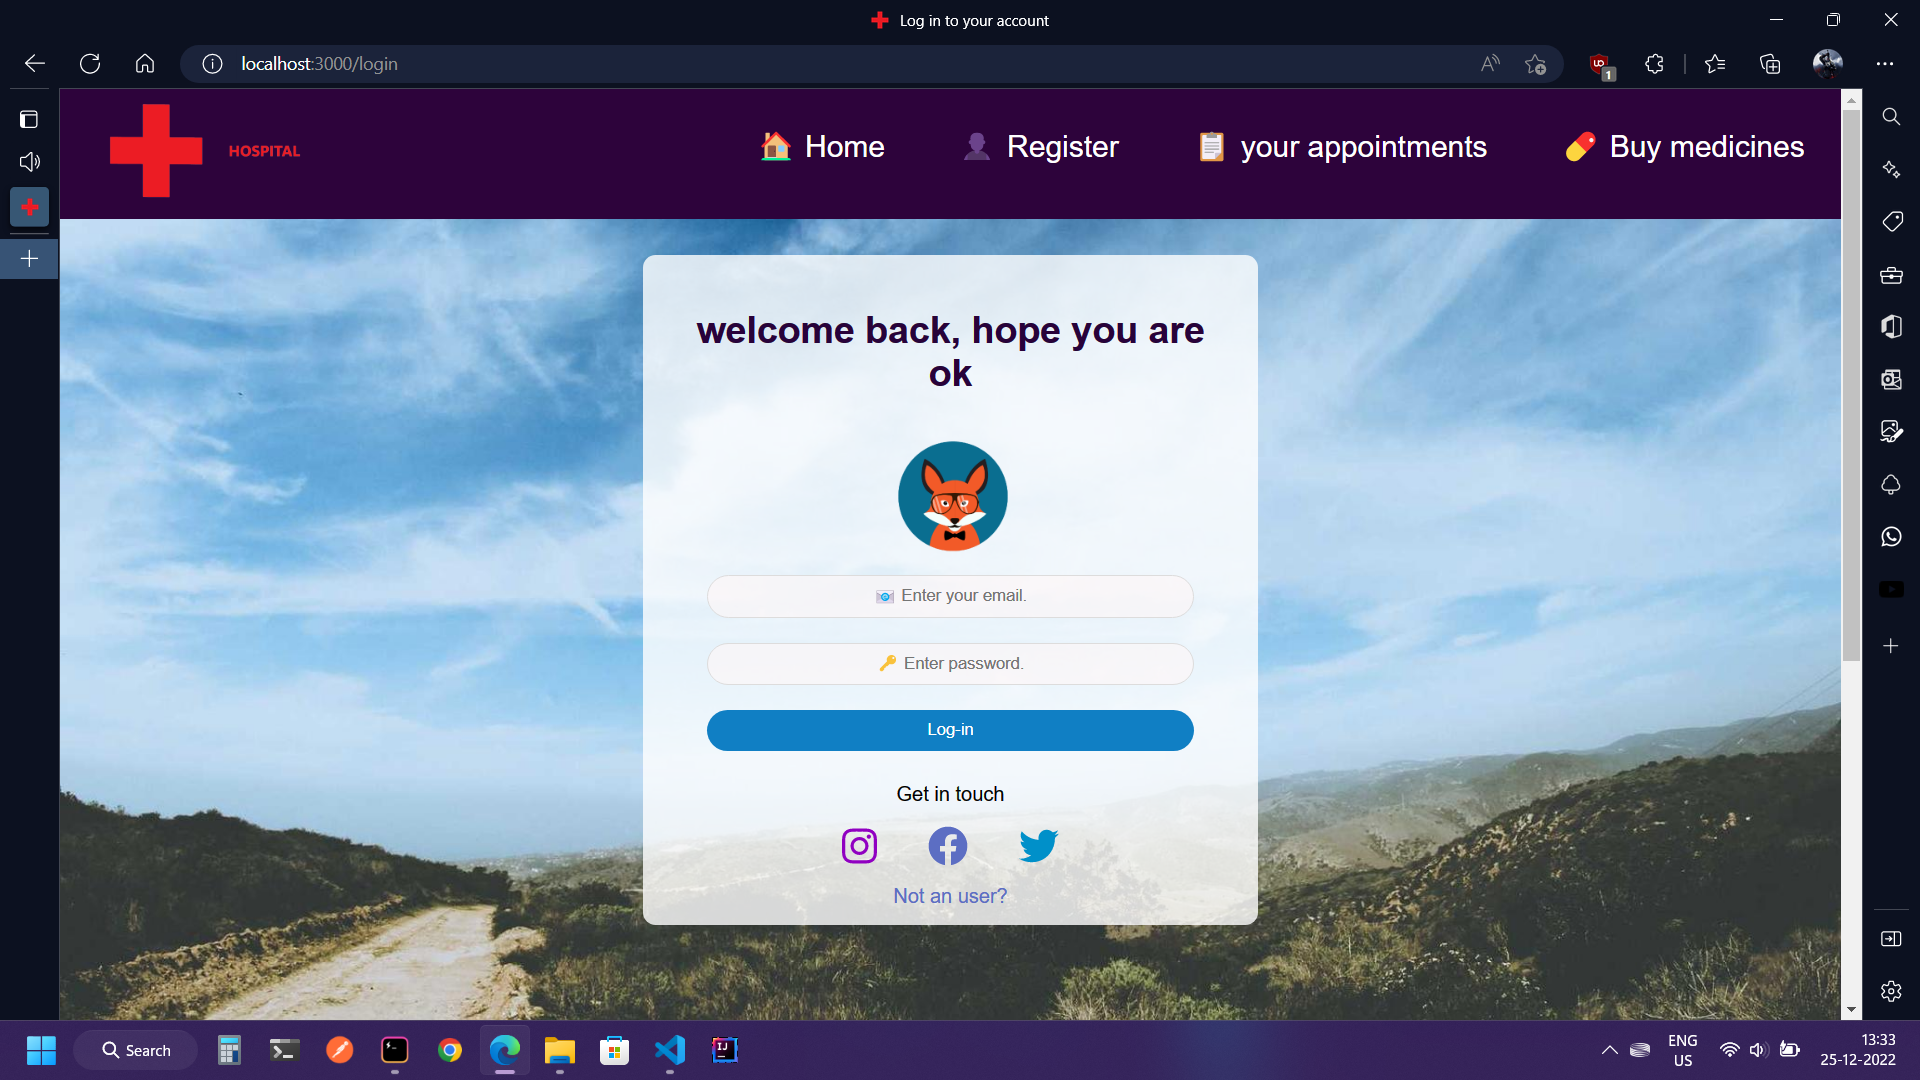 Log in to your account
localhost:3000/login
1
HOSPITAL
Home
Register
your appointments
Buy medicines
welcome back, hope you are
ok
Enter your email.
Enter password.
Log-in
Get in touch
Not an user?
Search
ENG
US
13:33
25-12-2022